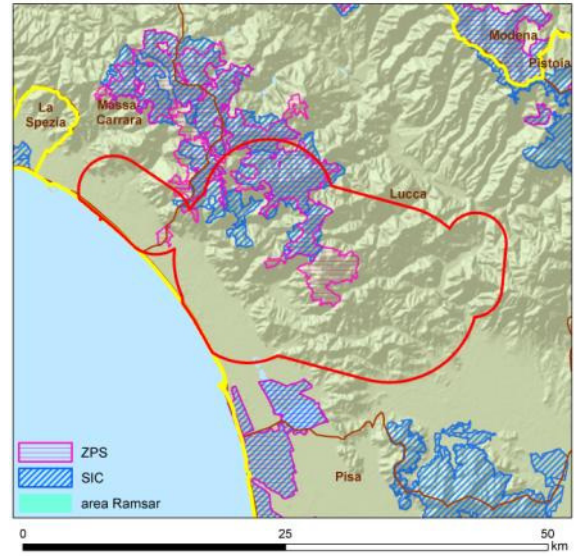 Modena
Pistoia
La
Spezia
Massa
Carrara
Lucca
ZPS
SIC
area Ramsar
Pisa
0 25 50
km